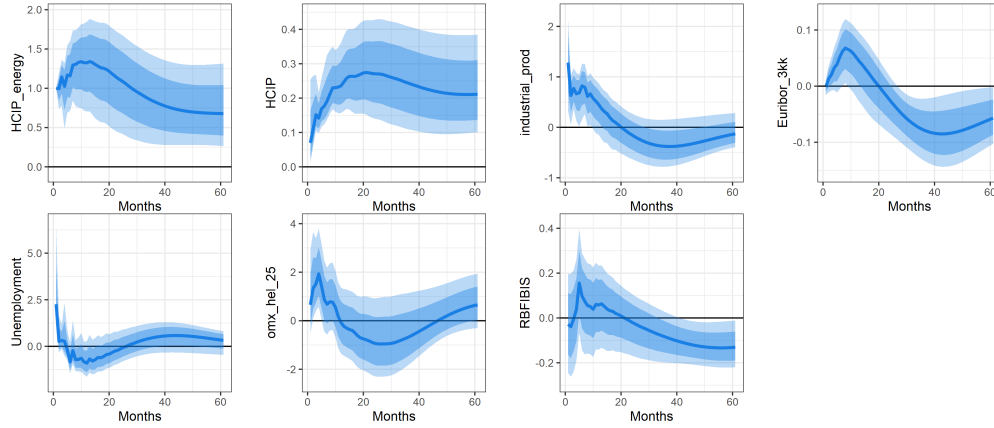 HCIP_energy
2.0
1.5
1.0
0.5
0.0
0 20 40 60
Months
HCIP
0.4
0.3
0.2
0.1
0.0
0 20 40 60
Months
industrial_prod
2
1
0
-1
0 20 40 60
Months
Euribor_3kk
0.1
0.0
-0.1
0 20 40 60
Months
Unemployment
5.0
2.5
0.0
0 20 40 60
Months
omx_hel_25
4
2
0
-2
0 20 40 60
Months
RBFIBIS
0.4
0.2
0.0
-0.2
0 20 40 60
Months